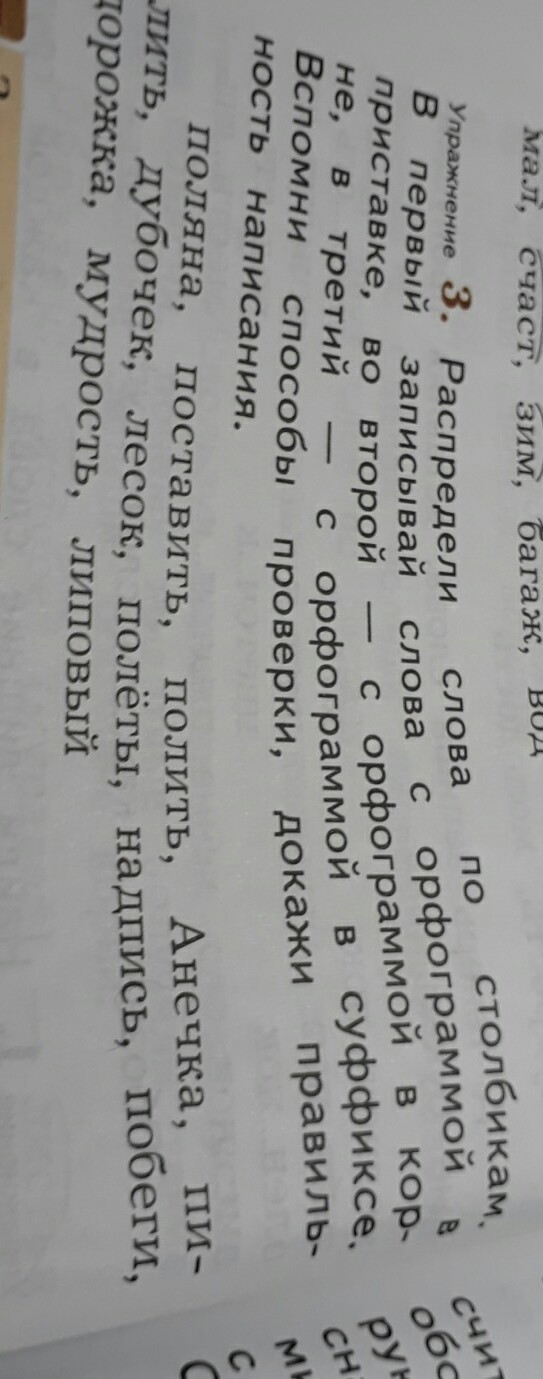 мал, счаст, зим, багаж, вод
Упражнение 3. Распредели слова по столбикам.
В первый записывай слова с орфограммой в
приставке, во второй — с орфограммой в кор-
не, в третий — с орфограммой в суффиксе.
Вспомни способы проверки, докажи правиль-
ность написания.
поляна, поставить, полить, Анечка, пи-
лить, дубочек, лесок, полёты, надпись, побеги,
дорожка, мудрость, липовый